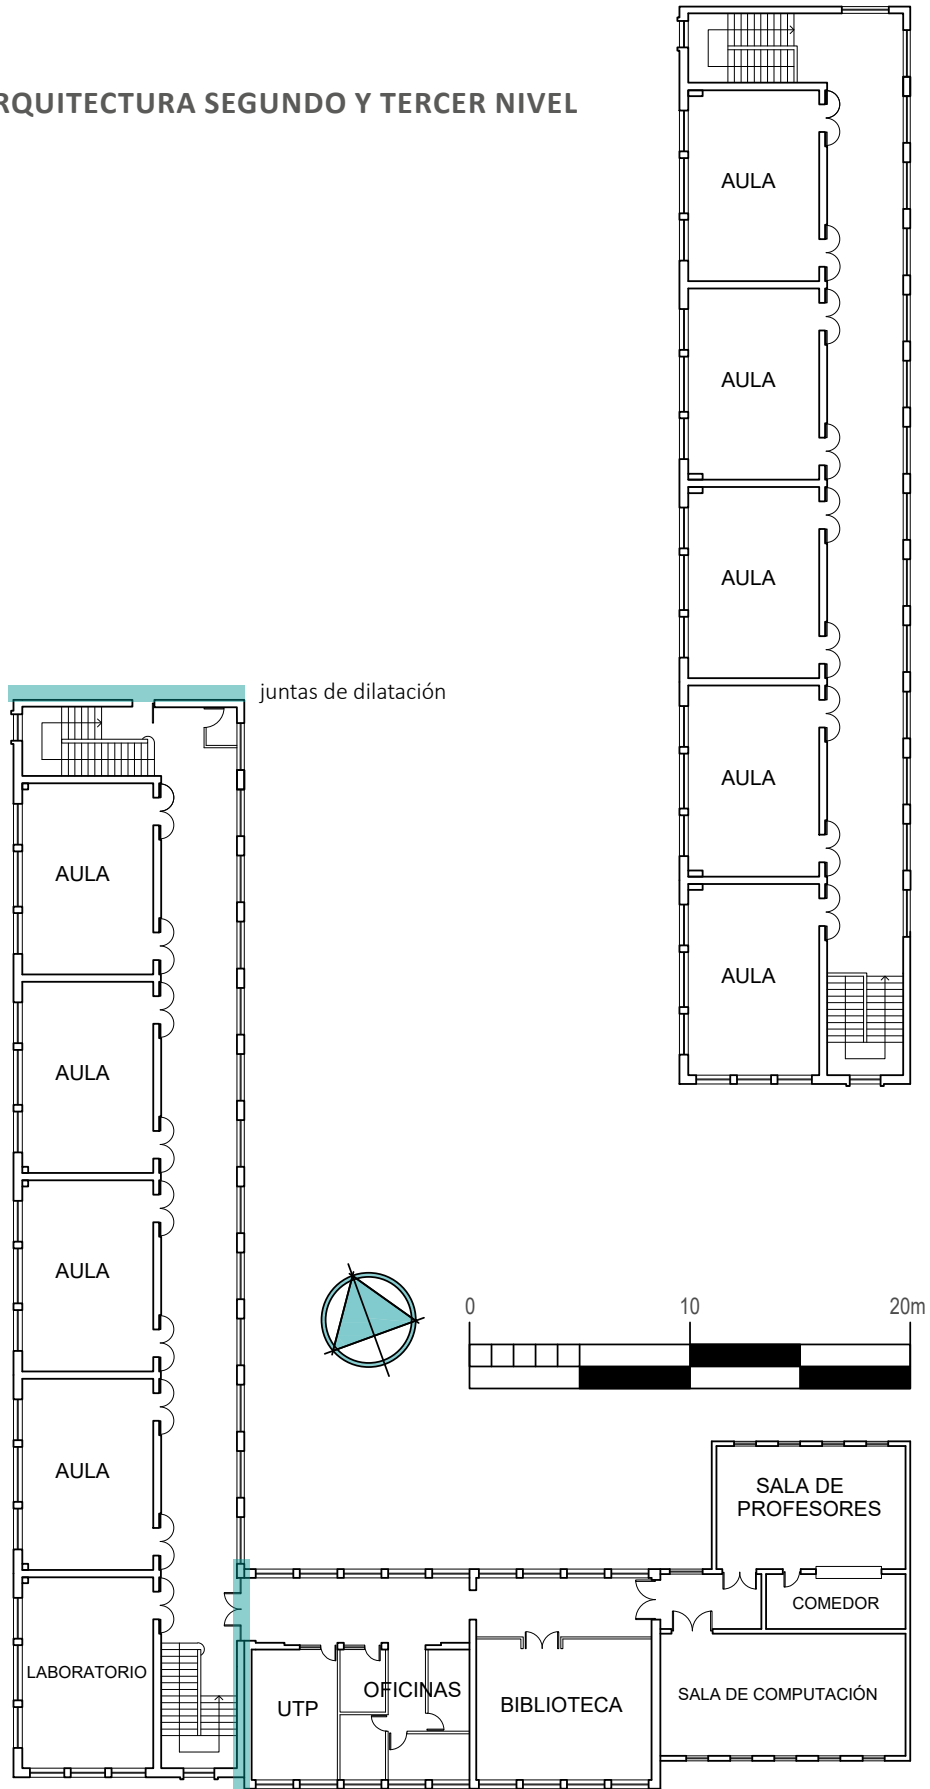 RQUITECTURA SEGUNDO Y TERCER NIVEL
AULA
AULA
AULA
AULA
AULA
juntas de dilatación
AULA
AULA
AULA
AULA
LABORATORIO
0 10 20m
SALA DE
PROFESORES
COMEDOR
UTP
OFICINAS
BIBLIOTECA
SALA DE COMPUTACIÓN